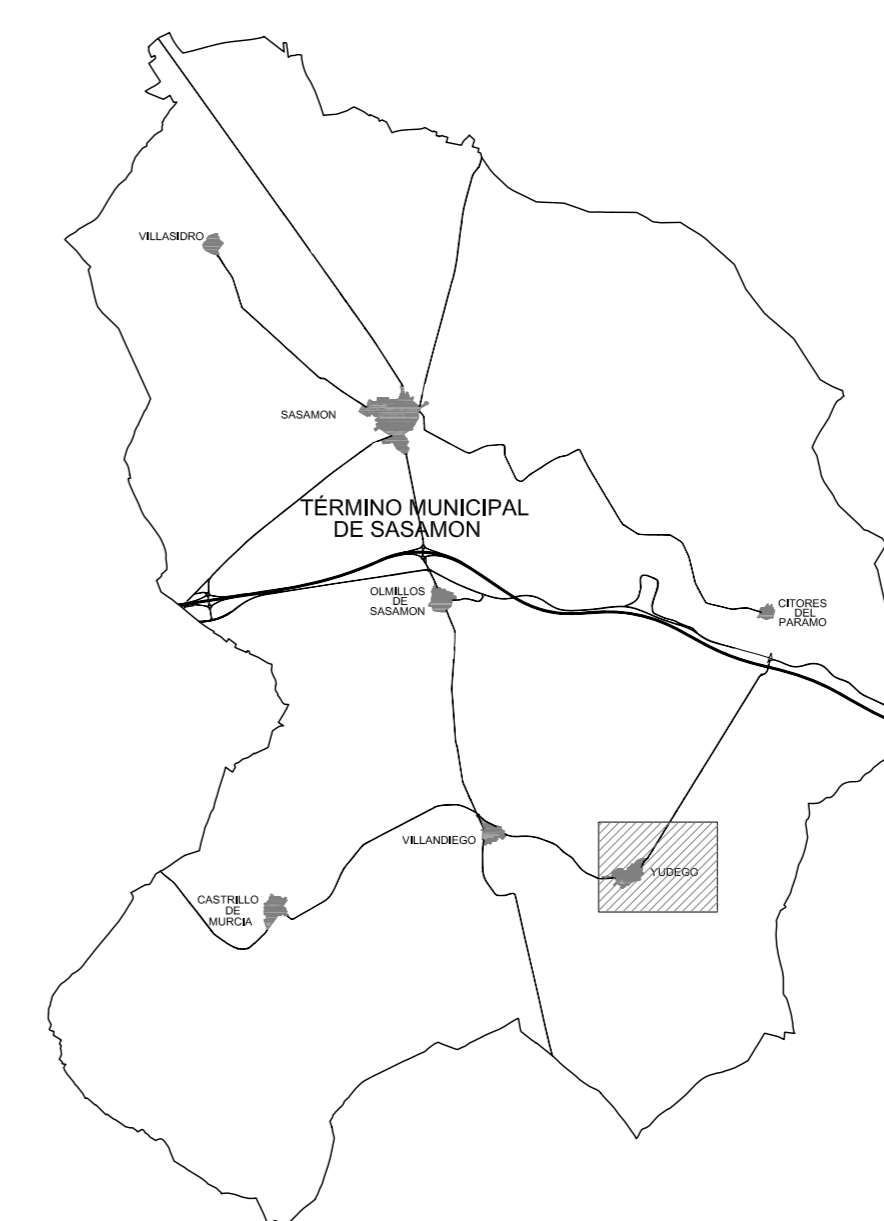 VILLASIDRO
SASAMON
TÉRMINO MUNICIPAL
DE SASAMON
OLMILLOS
DE
SASAMON
CITORES
DEL
PARAMO
VILLANDIEGO
YUDEGO
CASTRILLO
DE
MURCIA